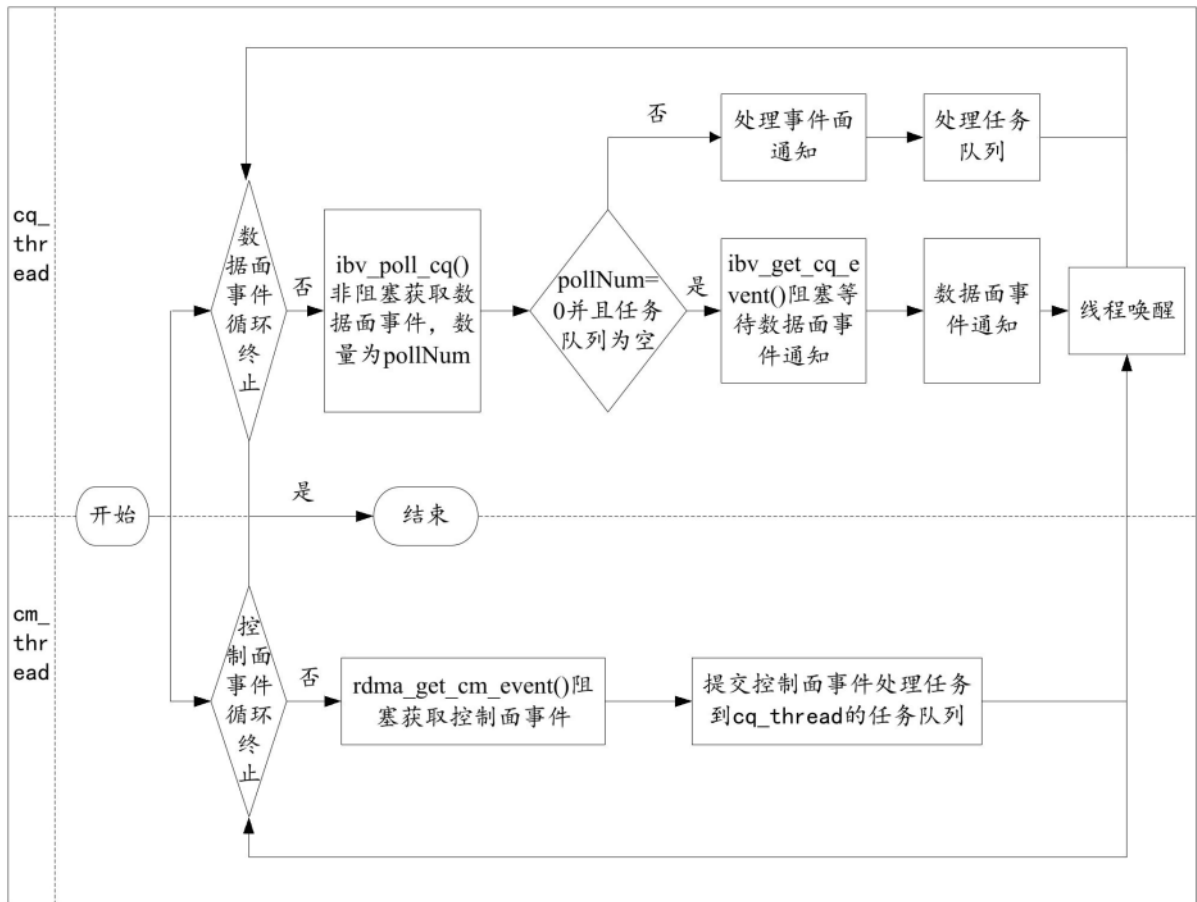 cq_
thr
ead
数
据面
事件
循环
终
止
否
ibv_poll_cq()
非阻塞获取数
据面事件，数
量为pollNum
pollNum=
0并且任务
队列为空
否
处理事件面
通知
处理任务
队列
是
ibv_get_cq_e
vent()阻塞等
待数据面事
件通知
数据面事
件通知
线程唤醒
开始
是
结束
cm_
thr
ead
控
制面
事件
循环
终
止
否
rdma_get_cm_event()阻
塞获取控制面事件
提交控制面事件处理任务
到cq_thread的任务队列